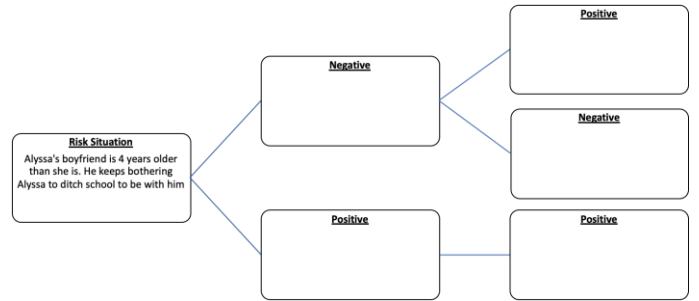 Positive
Negative
Negative
Risk Situation
Alyssa's boyfriend is 4 years older
than she is. He keeps bothering
Alyssa to ditch school to be with him
Positive
Positive